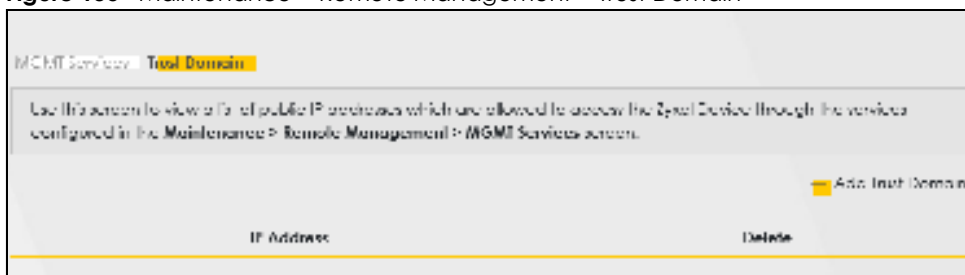 Maintenance > Remote Management > Trust Domain
MGMT Services Trust Domain
Use this screen to view a list of public IP addresses which are allowed to access the Zyxel Device through the services
configured in the Maintenance > Remote Management > MGMT Services screen.
Add Trust Domain
IP Address Delete